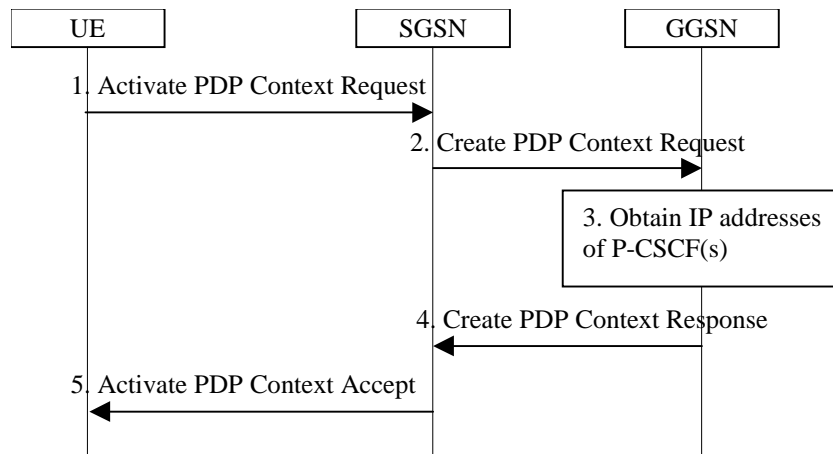 UE
SGSN
GGSN
1. Activate PDP Context Request
2. Create PDP Context Request
3. Obtain IP addresses
of P-CSCF(s)
4. Create PDP Context Response
5. Activate PDP Context Accept